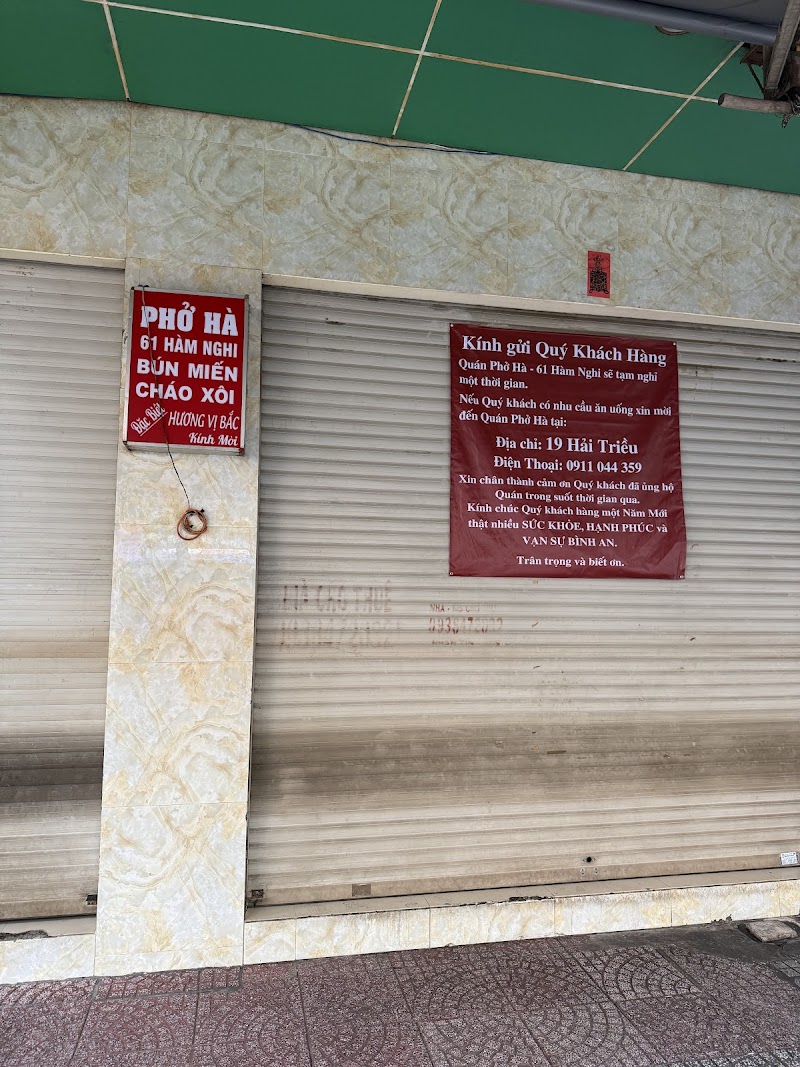 PHỞ HÀ
61 HÀM NGHI
BÚN MIẾN
CHÁO XÔI
Đặc Biệt HƯƠNG VỊ BẮC
Kính Mời
Kính gửi Quý Khách Hàng
Quán Phở Hà - 61 Hàm Nghi sẽ tạm nghỉ
một thời gian.
Nếu Quý khách có nhu cầu ăn uống xin mời
đến Quán Phở Hà tại:
Địa chỉ: 19 Hải Triều
Điện Thoại: 0911 044 359
Xin chân thành cảm ơn Quý khách đã ủng hộ
Quán trong suốt thời gian qua.
Kính chúc Quý khách hàng một Năm Mới
thật nhiều SỨC KHỎE, HẠNH PHÚC và
VẠN SỰ BÌNH AN.
Trân trọng và biết ơn.
CHO THUÊ